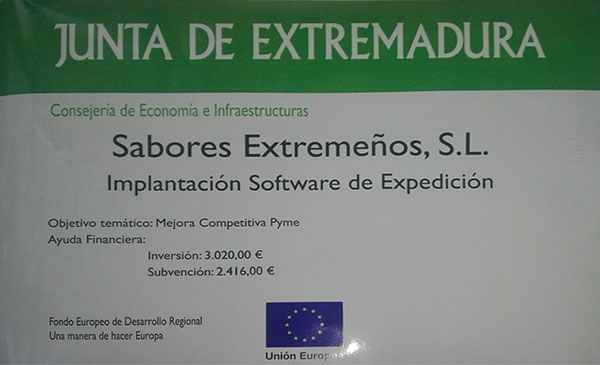 JUNTA DE EXTREMADURA
Consejería de Economía e Infraestructuras
Sabores Extremeños, S.L.
Implantación Software de Expedición
Objetivo temático: Mejora Competitiva Pyme
Ayuda Financiera:
Inversión: 3.020,00 €
Subvención: 2.416,00 €
Fondo Europeo de Desarrollo Regional
Una manera de hacer Europa
Unión Europea